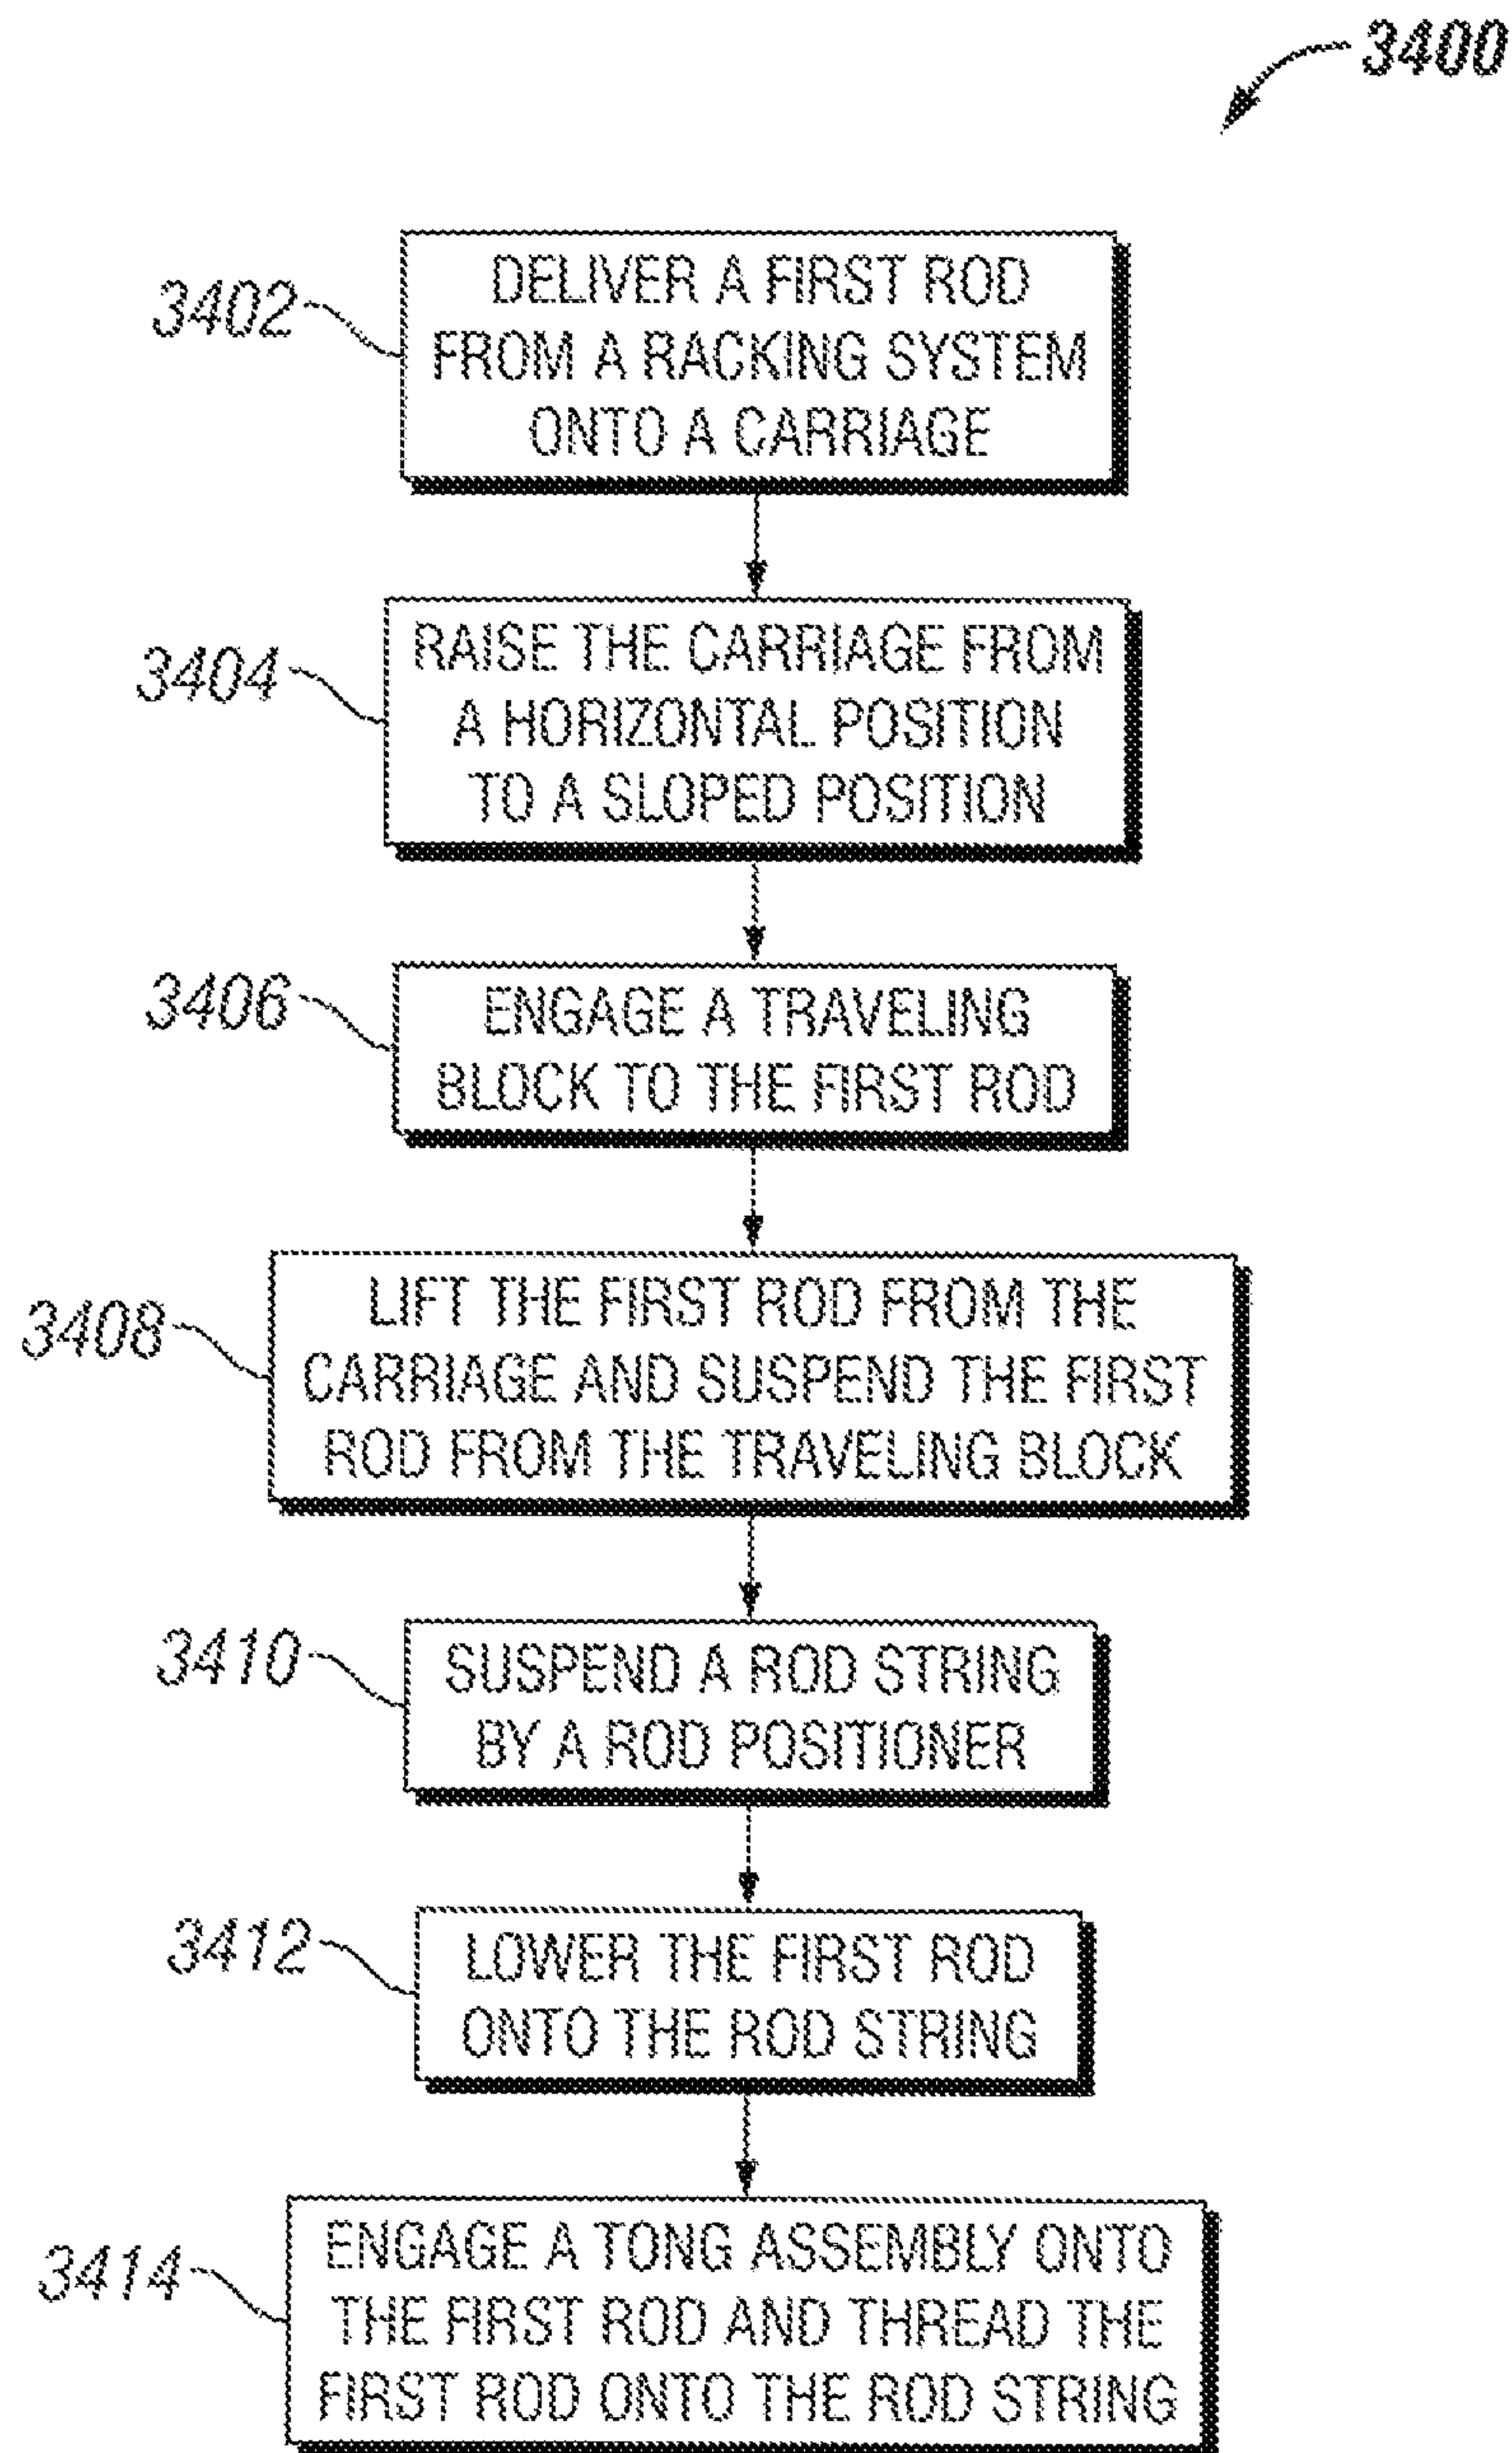 3400
3402
DELIVER A FIRST ROD
FROM A RACKING SYSTEM
ONTO A CARRIAGE
3404
RAISE THE CARRIAGE FROM
A HORIZONTAL POSITION
TO A SLOPED POSITION
3406
ENGAGE A TRAVELING
BLOCK TO THE FIRST ROD
3408
LIFT THE FIRST ROD FROM THE
CARRIAGE AND SUSPEND THE FIRST
ROD FROM THE TRAVELING BLOCK
3410
SUSPEND A ROD STRING
BY A ROD POSITIONER
3412
LOWER THE FIRST ROD
ONTO THE ROD STRING
3414
ENGAGE A TONG ASSEMBLY ONTO
THE FIRST ROD AND THREAD THE
FIRST ROD ONTO THE ROD STRING